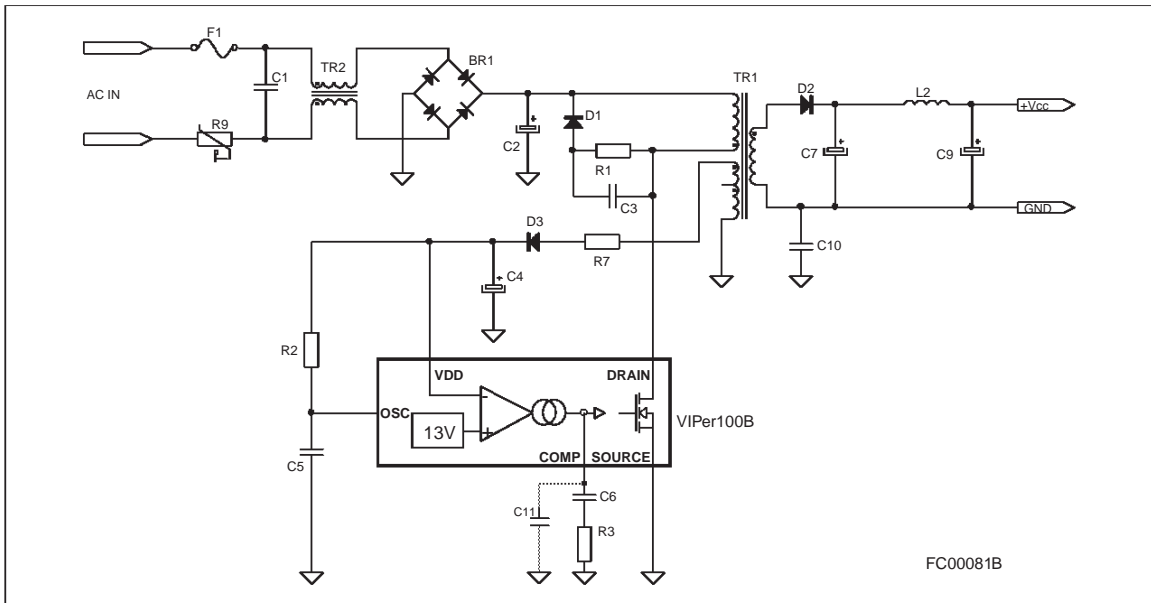 F1
BR1
TR2
TR1
C1
AC IN
D2
L2
+Vcc
D1
R9
C2
C7
C9
R1
C3
GND
D3
R7
C10
C4
R2
VDD
DRAIN
OSC
-
13V
+
VIPer100B
COMP SOURCE
C5
C6
C11
R3
FC00081B